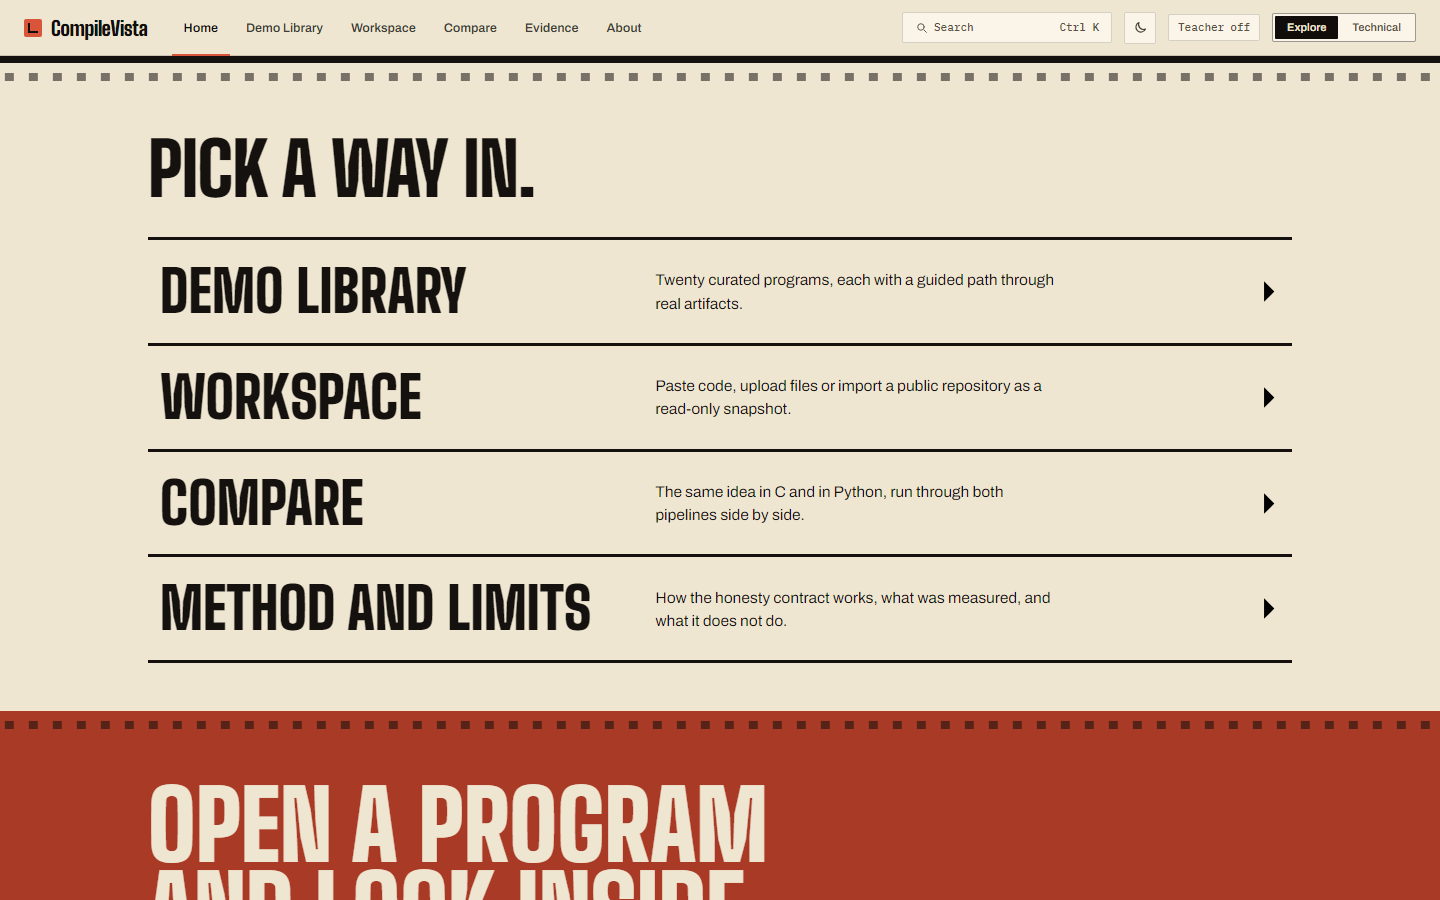 CompileVista
Home
Demo Library
Workspace
Compare
Evidence
About
Search
Ctrl K
Teacher off
Explore
Technical
PICK A WAY IN.
DEMO LIBRARY
Twenty curated programs, each with a guided path through
real artifacts.
WORKSPACE
Paste code, upload files or import a public repository as a
read-only snapshot.
COMPARE
The same idea in C and in Python, run through both
pipelines side by side.
METHOD AND LIMITS
How the honesty contract works, what was measured, and
what it does not do.
OPEN A PROGRAM
AND LOOK INSIDE